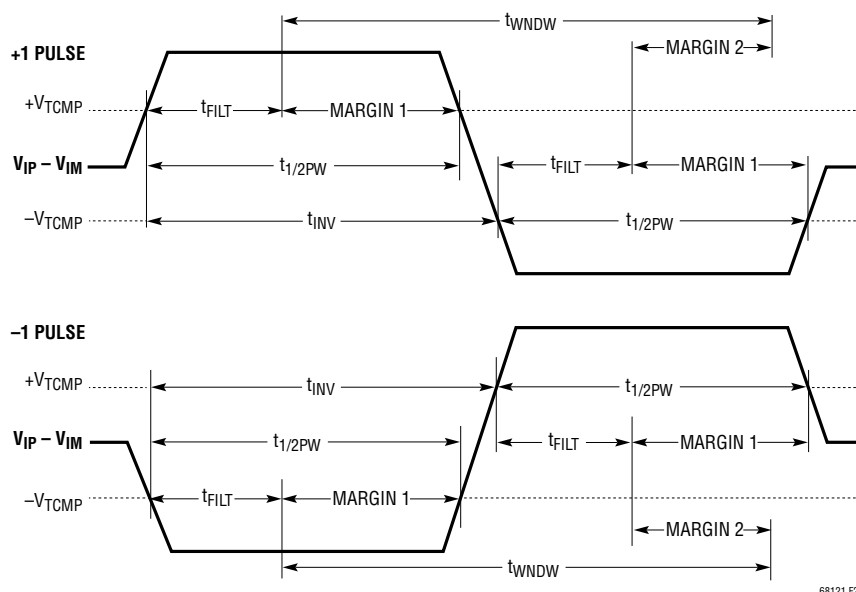 tWNDW
+1 PULSE
MARGIN 2
+VTCMP
tFILT
MARGIN 1
VIP – VIM
t1/2PW
tFILT
MARGIN 1
–VTCMP
tINV
t1/2PW
–1 PULSE
+VTCMP
tINV
t1/2PW
VIP – VIM
t1/2PW
tFILT
MARGIN 1
–VTCMP
tFILT
MARGIN 1
MARGIN 2
tWNDW